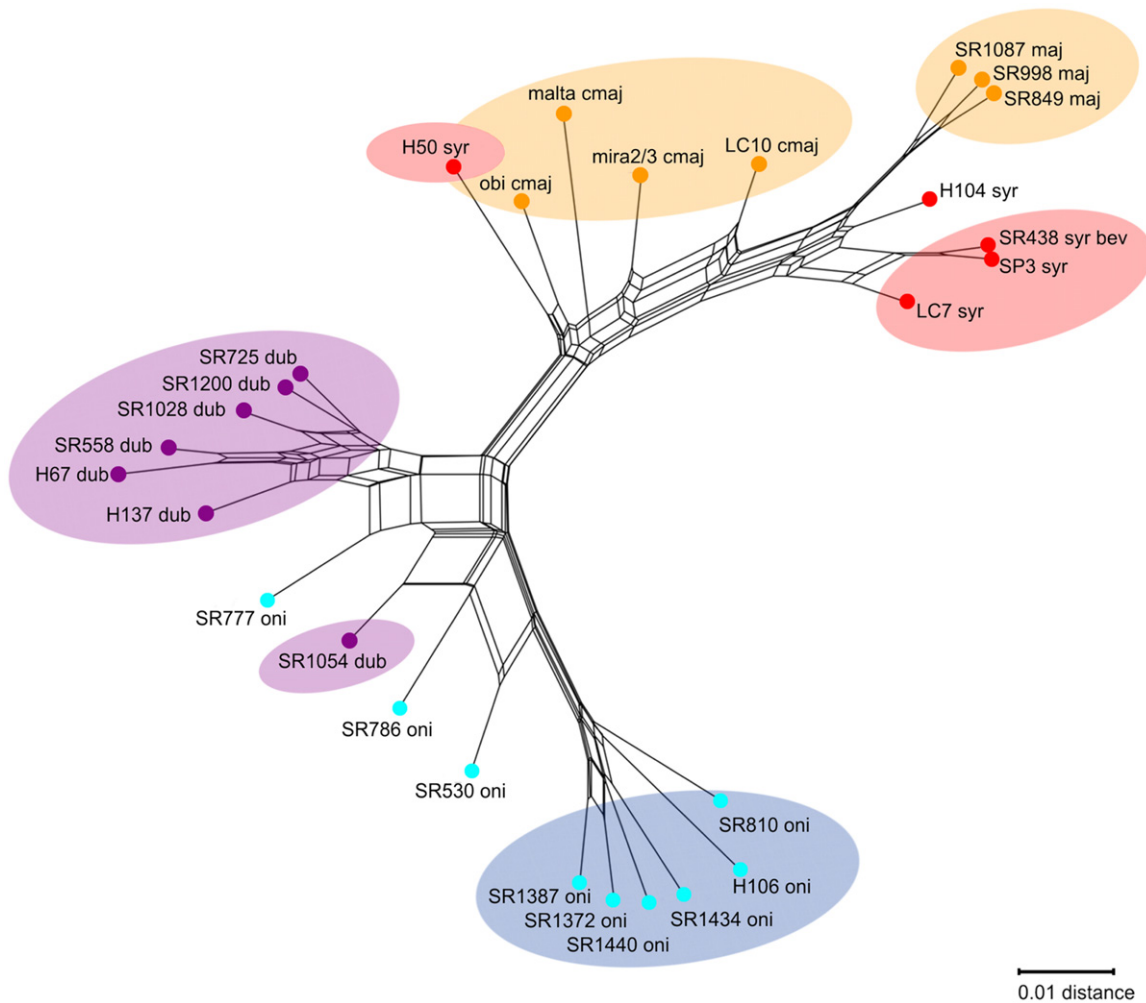 SR1087 maj
SR998 maj
SR849 maj
malta cmaj
H50 syr
mira2/3 cmaj
LC10 cmaj
obi cmaj
H104 syr
SR438 syr bev
SP3 syr
LC7 syr
SR725 dub
SR1200 dub
SR1028 dub
SR558 dub
H67 dub
H137 dub
SR777 oni
SR1054 dub
SR786 oni
SR530 oni
SR810 oni
H106 oni
SR1387 oni
SR1372 oni
SR1434 oni
SR1440 oni
0.01 distance